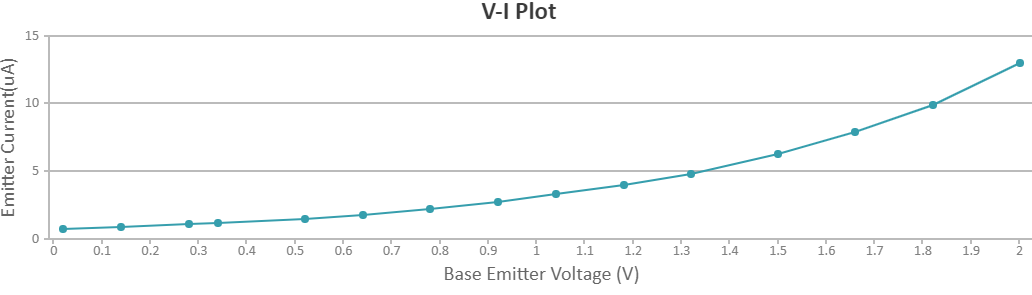 V-I Plot
Emitter Current(uA)
15
10
5
0
0 0.1 0.2 0.3 0.4 0.5 0.6 0.7 0.8 0.9 1 1.1 1.2 1.3 1.4 1.5 1.6 1.7 1.8 1.9 2
Base Emitter Voltage (V)